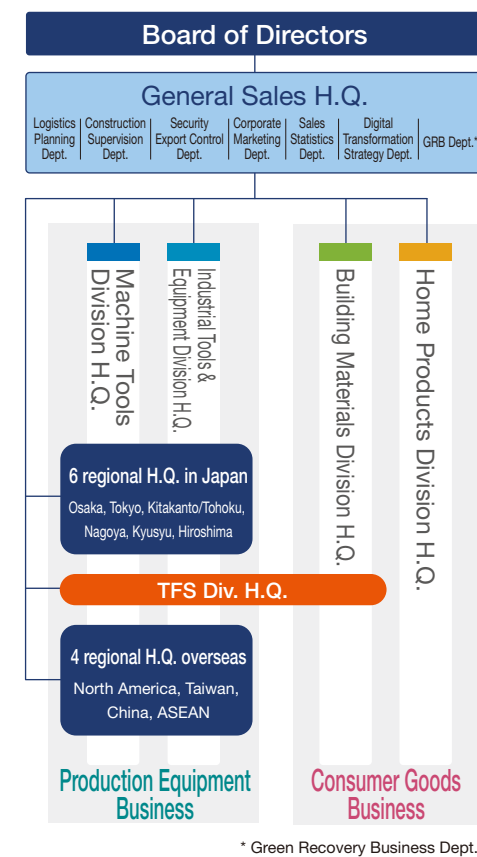 Board of Directors
General Sales H.Q.
Logistics
Planning
Dept.
Construction
Supervision
Dept.
Security
Export Control
Dept.
Corporate
Marketing
Dept.
Sales
Statistics
Dept.
Digital
Transformation
Strategy Dept.
GRB Dept.*
Machine Tools
Division H.Q.
Industrial Tools &
Equipment Division H.Q.
Building Materials Division H.Q.
Home Products Division H.Q.
6 regional H.Q. in Japan
Osaka, Tokyo, Kitakanto/Tohoku,
Nagoya, Kyusyu, Hiroshima
TFS Div. H.Q.
4 regional H.Q. overseas
North America, Taiwan,
China, ASEAN
Production Equipment
Business
Consumer Goods
Business
* Green Recovery Business Dept.